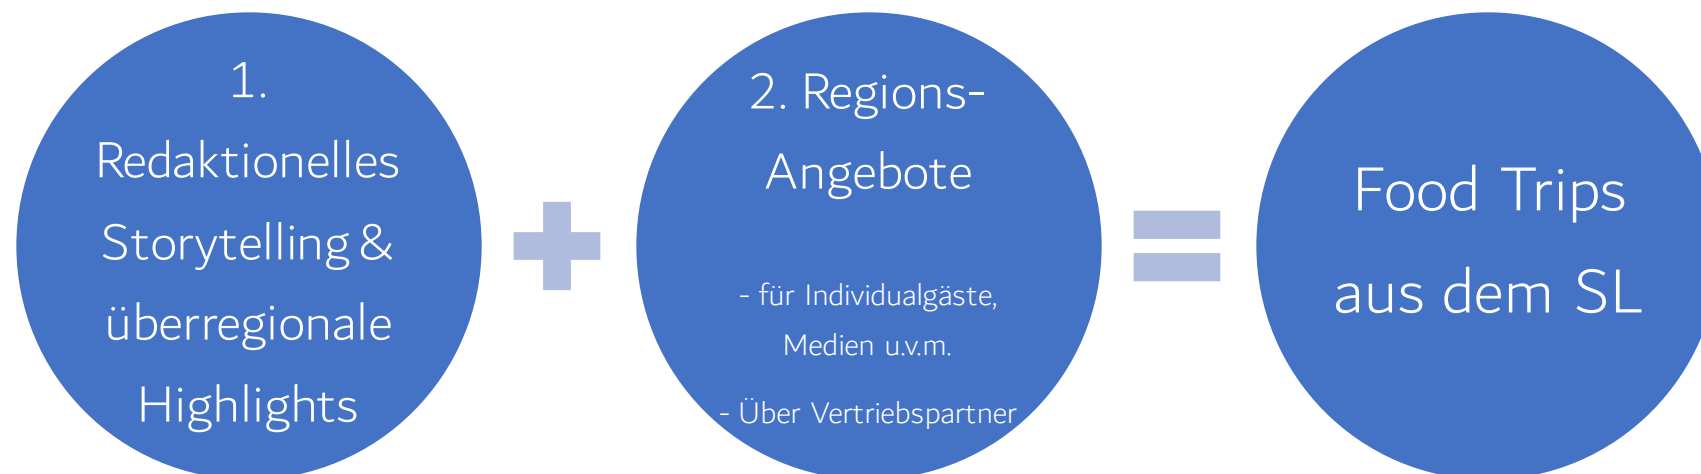 1.
Redaktionelles
Storytelling &
überregionale
Highlights
2. Regions-
Angebote
- für Individualgäste,
Medien u.v.m.
- Über Vertriebspartner
Food Trips
aus dem SL